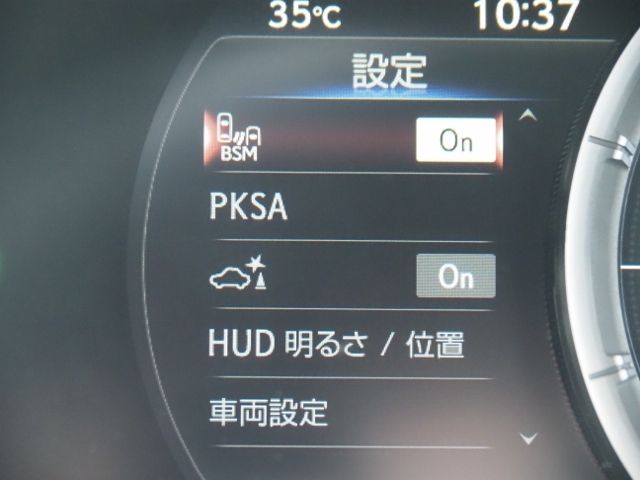 35℃ 10:37
設定
BSM On
PKSA
On
HUD 明るさ / 位置
車両設定